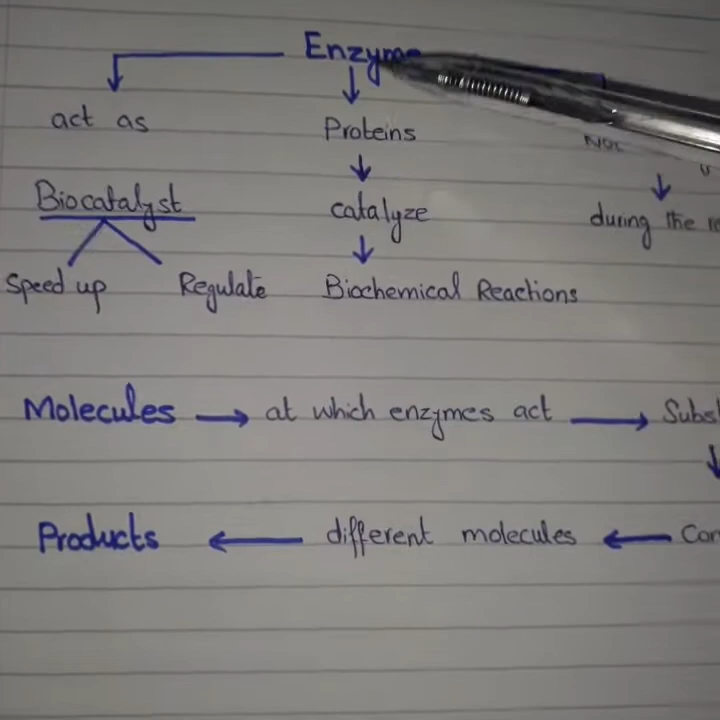 Enzyme
act as Proteins
Biocatalyst catalyze during the
Speed up Regulate Biochemical Reactions
Molecules → at which enzymes act →
Products ← different molecules ←